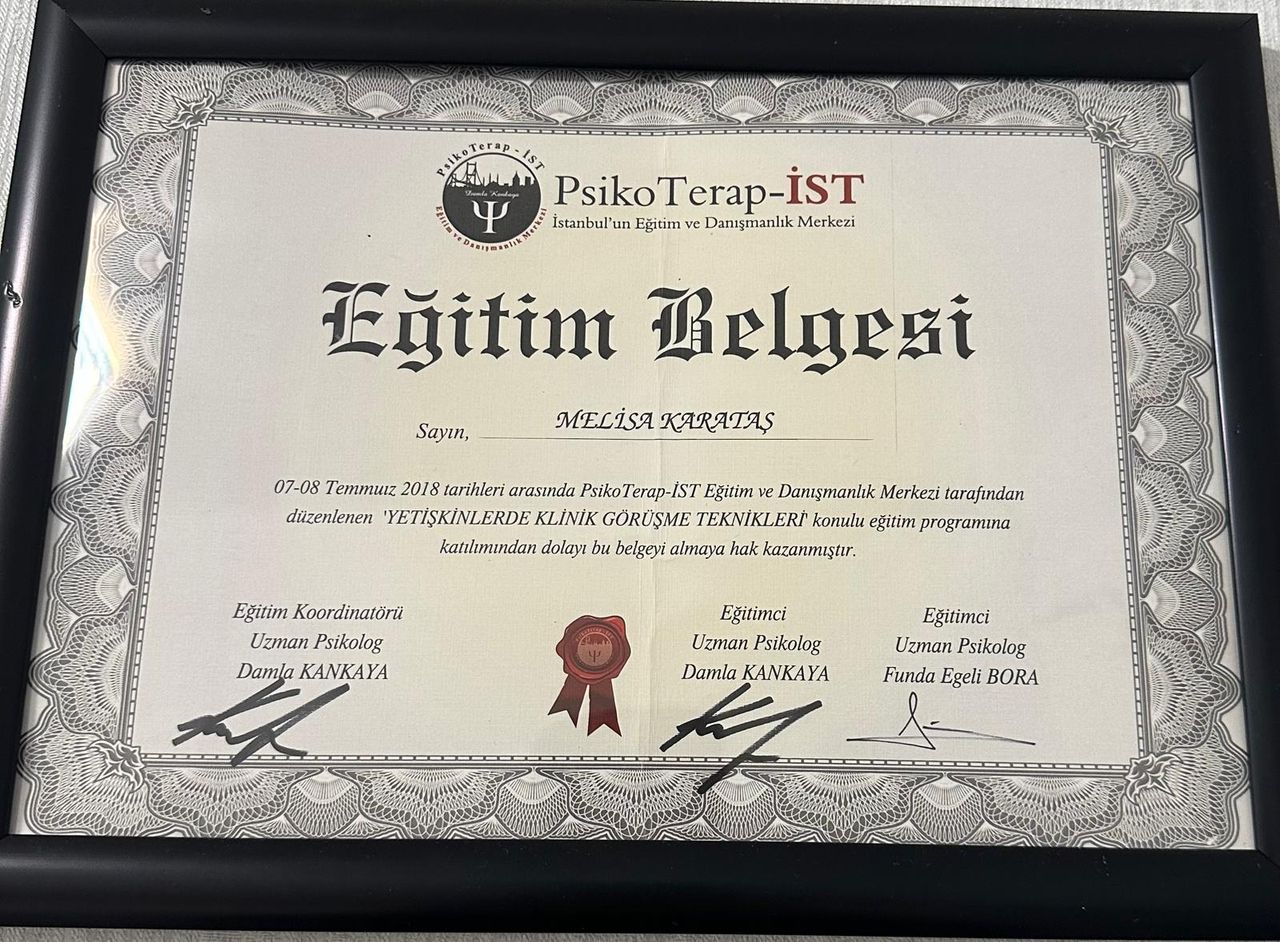 PsikoTerap - İST
Damla Kankaya
Eğitim ve Danışmanlık Merkezi
PsikoTerap-İST
İstanbul'un Eğitim ve Danışmanlık Merkezi
Eğitim Belgesi
Sayın, MELİSA KARATAŞ
07-08 Temmuız 2018 tarihleri arasında PsikoTerap-İST Eğitim ve Danışmanlık Merkezi tarafından
düzenlenen 'YETİŞKİNLERDE KLİNİK GÖRÜŞME TEKNİKLERİ' konulu eğitim programına
katılımından dolayı bu belgeyi almaya hak kazanmıştır.
Eğitim Koordinatörü
Uzman Psikolog
Damla KANKAYA
Eğitimci
Uzman Psikolog
Damla KANKAYA
Eğitimci
Uzman Psikolog
Funda Egeli BORA